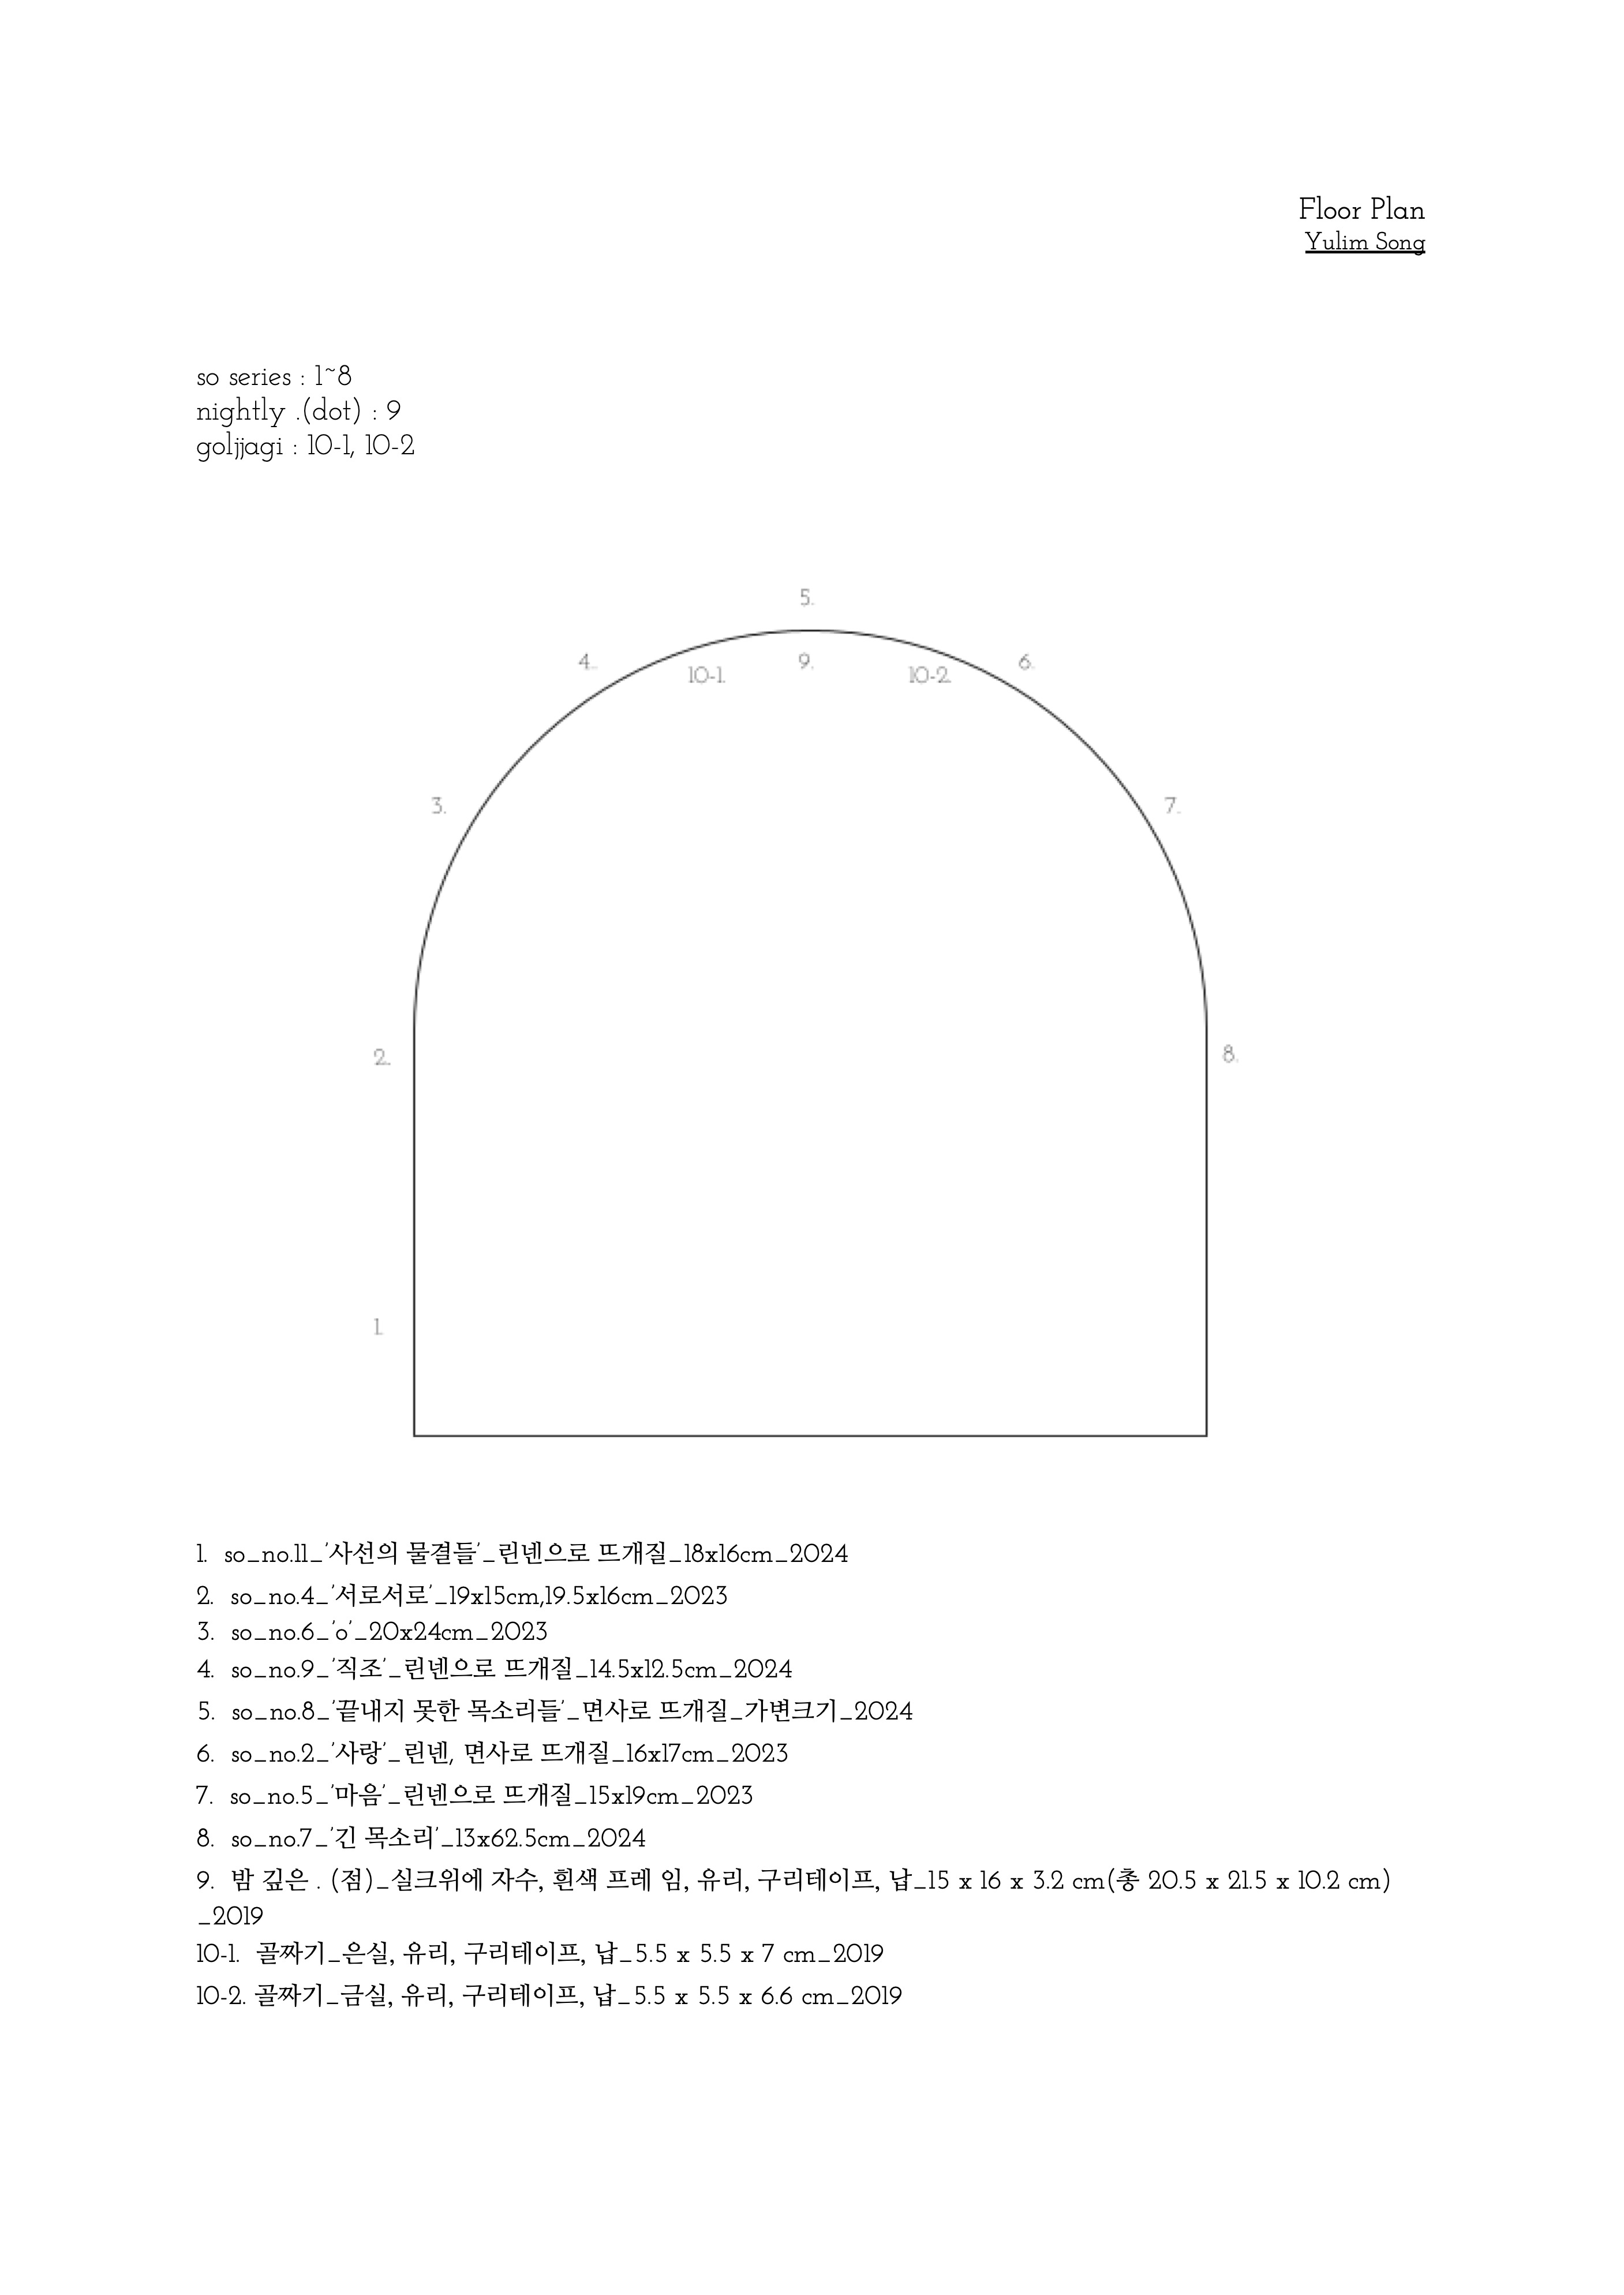 Floor Plan
Yulim Song
so series : 1~8
nightly .(dot) : 9
goljjagi : 10-1, 10-2
5.
4.
10-1.
9.
10-2.
6.
3.
7.
2.
8.
1.
1. so_no.11_'사선의 물결들'_린넨으로 뜨개질_18x16cm_2024
2. so_no.4_'서로서로'_19x15cm,19.5x16cm_2023
3. so_no.6_'o'_20x24cm_2023
4. so_no.9_'직조'_린넨으로 뜨개질_14.5x12.5cm_2024
5. so_no.8_'끝내지 못한 목소리들'_면사로 뜨개질_가변크기_2024
6. so_no.2_'사랑'_린넨, 면사로 뜨개질_16x17cm_2023
7. so_no.5_'마음'_린넨으로 뜨개질_15x19cm_2023
8. so_no.7_'긴 목소리'_13x62.5cm_2024
9. 밤 깊은 . (점)_실크위에 자수, 흰색 프레 임, 유리, 구리테이프, 납_15 x 16 x 3.2 cm(총 20.5 x 21.5 x 10.2 cm)
_2019
10-1. 골짜기_은실, 유리, 구리테이프, 납_5.5 x 5.5 x 7 cm_2019
10-2. 골짜기_금실, 유리, 구리테이프, 납_5.5 x 5.5 x 6.6 cm_2019